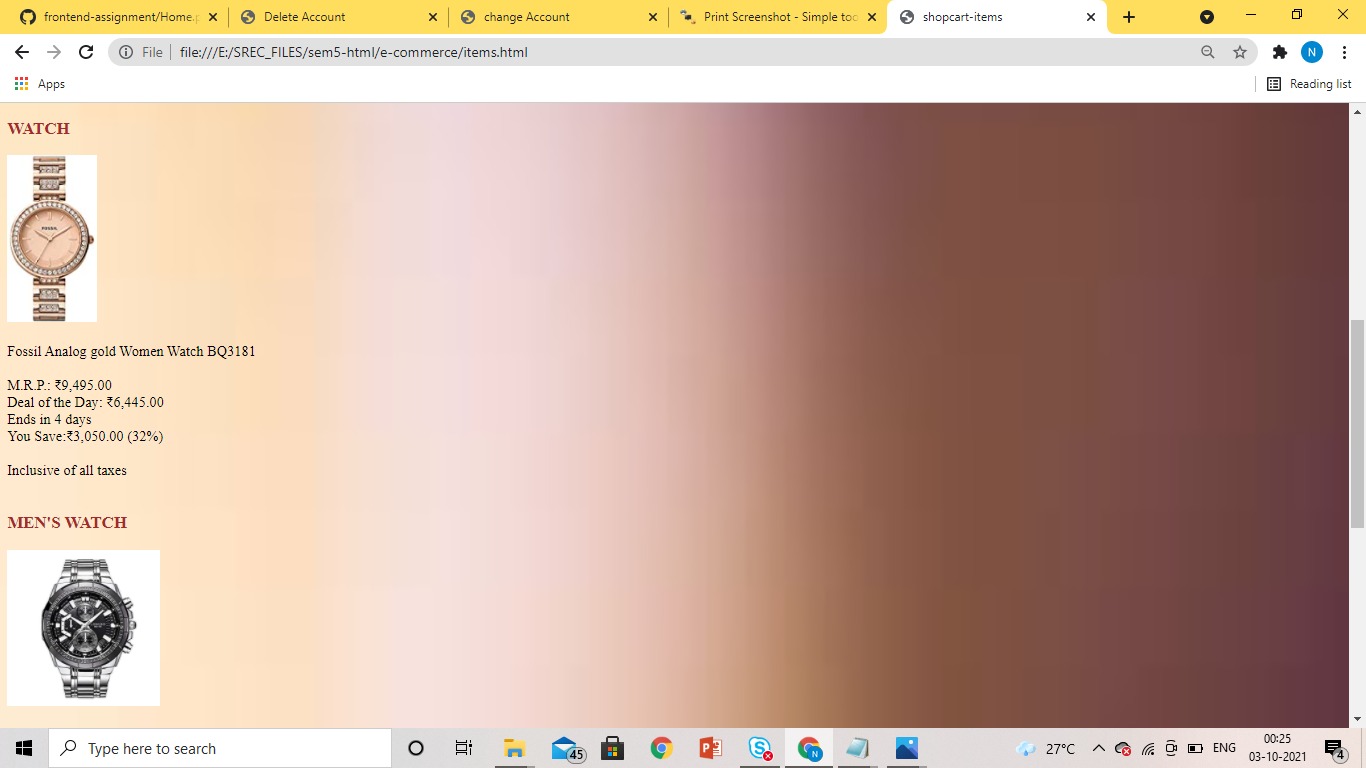 frontend-assignment/Home.p
Delete Account
change Account
Print Screenshot - Simple too
shopcart-items
File
file:///E:/SREC_FILES/sem5-html/e-commerce/items.html
N
Apps
Reading list
WATCH
FOSSIL
Fossil Analog gold Women Watch BQ3181
M.R.P.: ₹9,495.00
Deal of the Day: ₹6,445.00
Ends in 4 days
You Save:₹3,050.00 (32%)
Inclusive of all taxes
MEN'S WATCH
Type here to search
45
N
27°C
ENG
00:25
03-10-2021
4